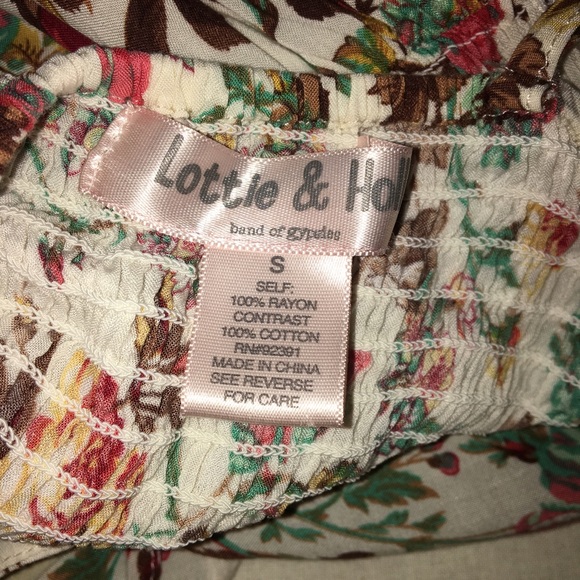 Lottie & Hol
band of gypsies
S
SELF:
100% RAYON
CONTRAST
100% COTTON
RN#92391
MADE IN CHINA
SEE REVERSE
FOR CARE